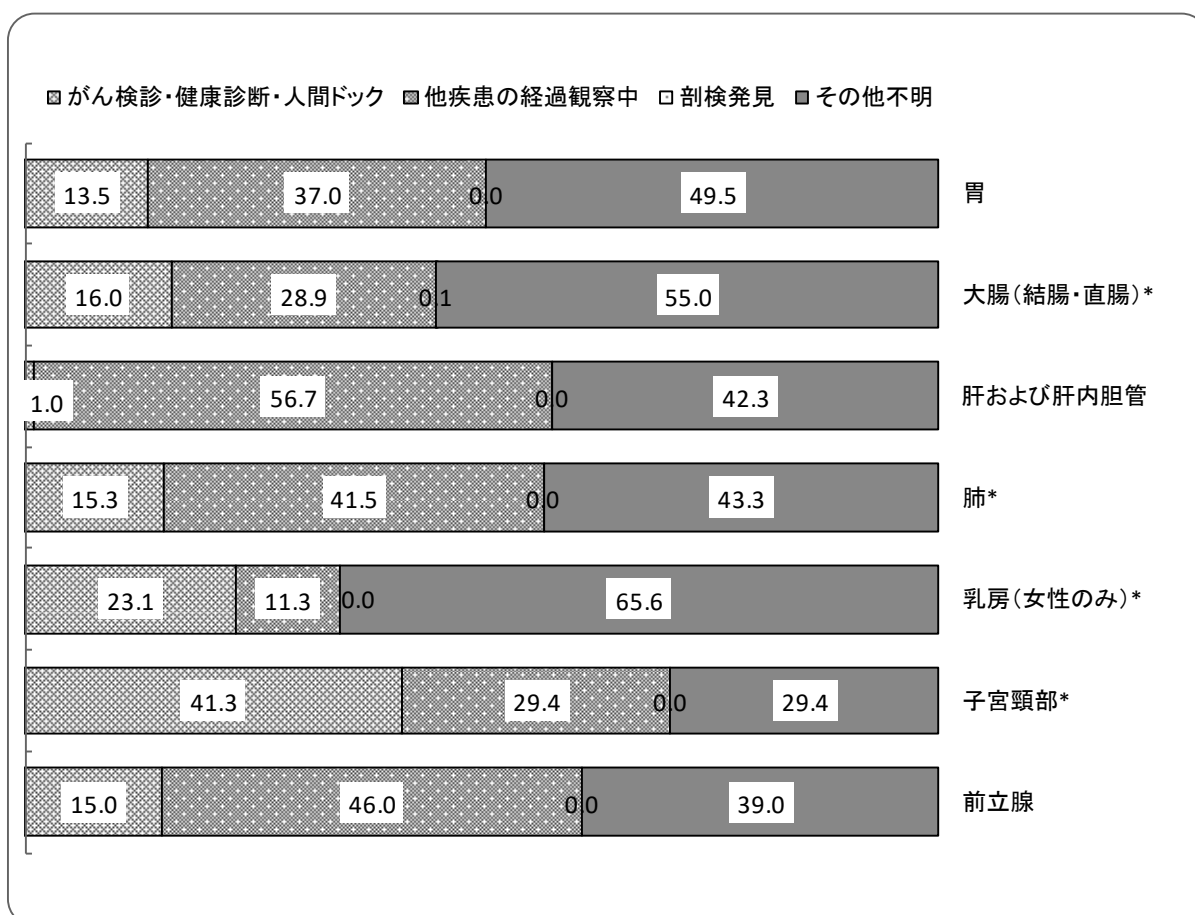 がん検診・健康診断・人間ドック 他疾患の経過観察中 剖検発見 その他不明
13.5 37.0 0.0 49.5 胃
16.0 28.9 0.1 55.0 大腸(結腸・直腸)*
1.0 56.7 0.0 42.3 肝および肝内胆管
15.3 41.5 0.0 43.3 肺*
23.1 11.3 0.0 65.6 乳房(女性のみ)*
41.3 29.4 0.0 29.4 子宮頸部*
15.0 46.0 0.0 39.0 前立腺